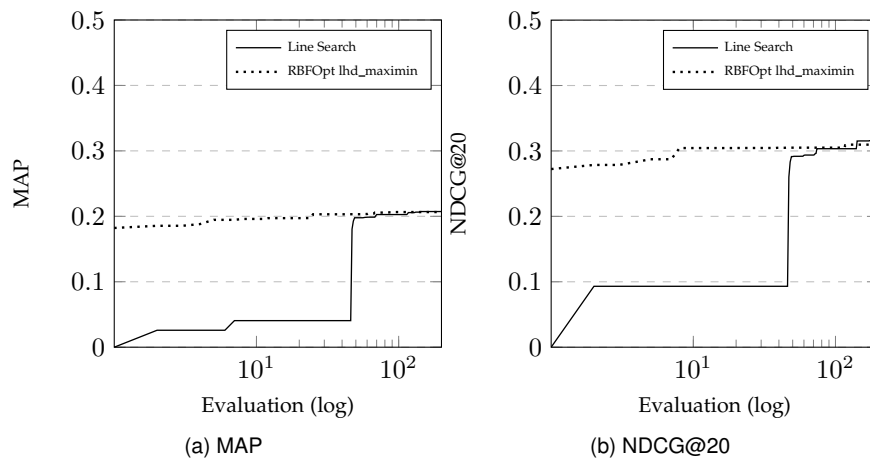 0.5
0.4
0.3
0.2
0.1
0
MAP
Line Search
RBFOpt lhd_maximin
10^1
10^2
Evaluation (log)
(a) MAP
0.5
0.4
0.3
0.2
0.1
0
NDCG@20
Line Search
RBFOpt lhd_maximin
10^1
10^2
Evaluation (log)
(b) NDCG@20